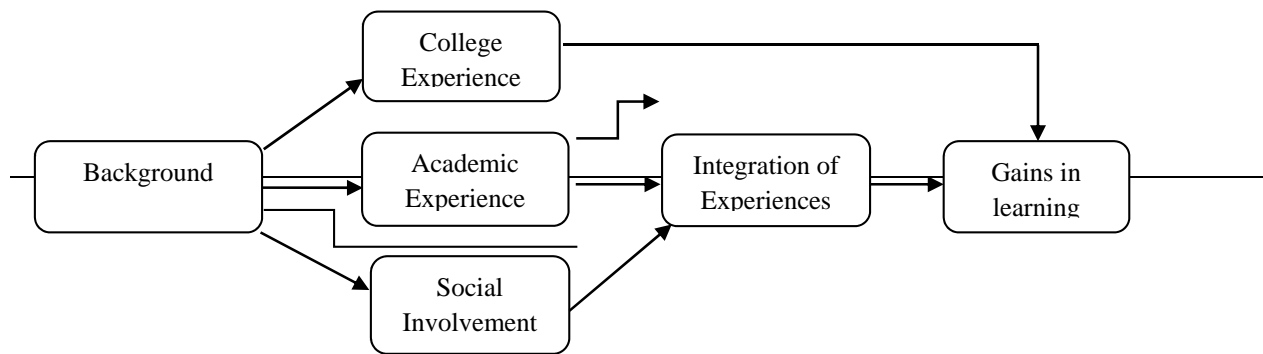 College
Experience
Background
Academic
Experience
Integration of
Experiences
Gains in
learning
Social
Involvement